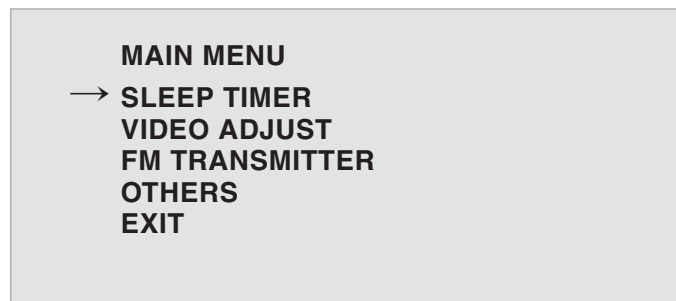 MAIN MENU
→ SLEEP TIMER
VIDEO ADJUST
FM TRANSMITTER
OTHERS
EXIT